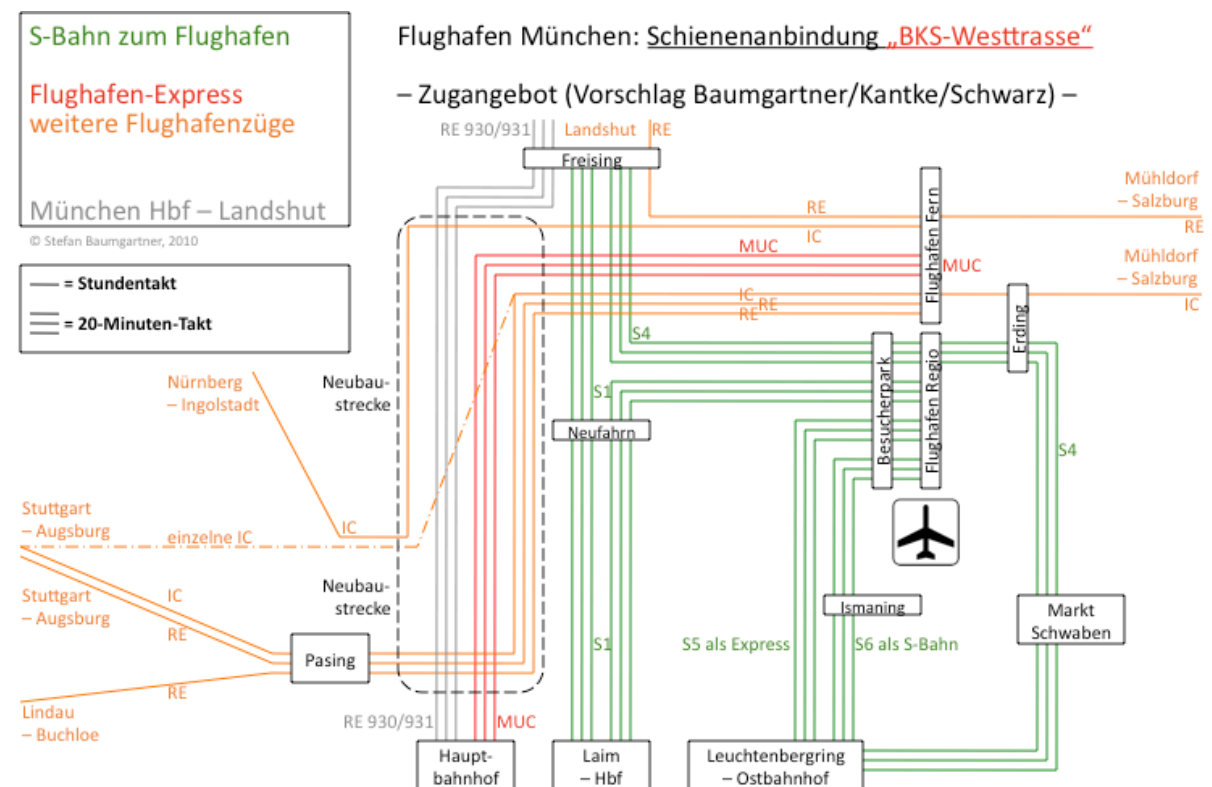 S-Bahn zum Flughafen
Flughafen-Express
weitere Flughafenzüge
München Hbf – Landshut
© Stefan Baumgartner, 2010
= Stundentakt
= 20-Minuten-Takt
Flughafen München: Schienenanbindung „BKS-Westtrasse“
– Zugangebot (Vorschlag Baumgartner/Kantke/Schwarz) –
RE 930/931
Landshut
RE
Freising
Mühldorf
– Salzburg
RE
RE
IC
Flughafen Fern
MUC
MUC
Mühldorf
– Salzburg
IC
IC
RE
RE
Erding
S4
Besucherpark
Flughafen Regio
Nürnberg
– Ingolstadt
Neubau-
strecke
S1
Neufahrn
S4
Stuttgart
– Augsburg
einzelne IC
IC
Stuttgart
– Augsburg
IC
RE
Neubau-
strecke
Ismaning
Markt
Schwaben
Pasing
S1
S5 als Express
S6 als S-Bahn
RE
Lindau
– Buchloe
RE 930/931
MUC
Haupt-
bahnhof
Laim
– Hbf
Leuchtenbergring
– Ostbahnhof